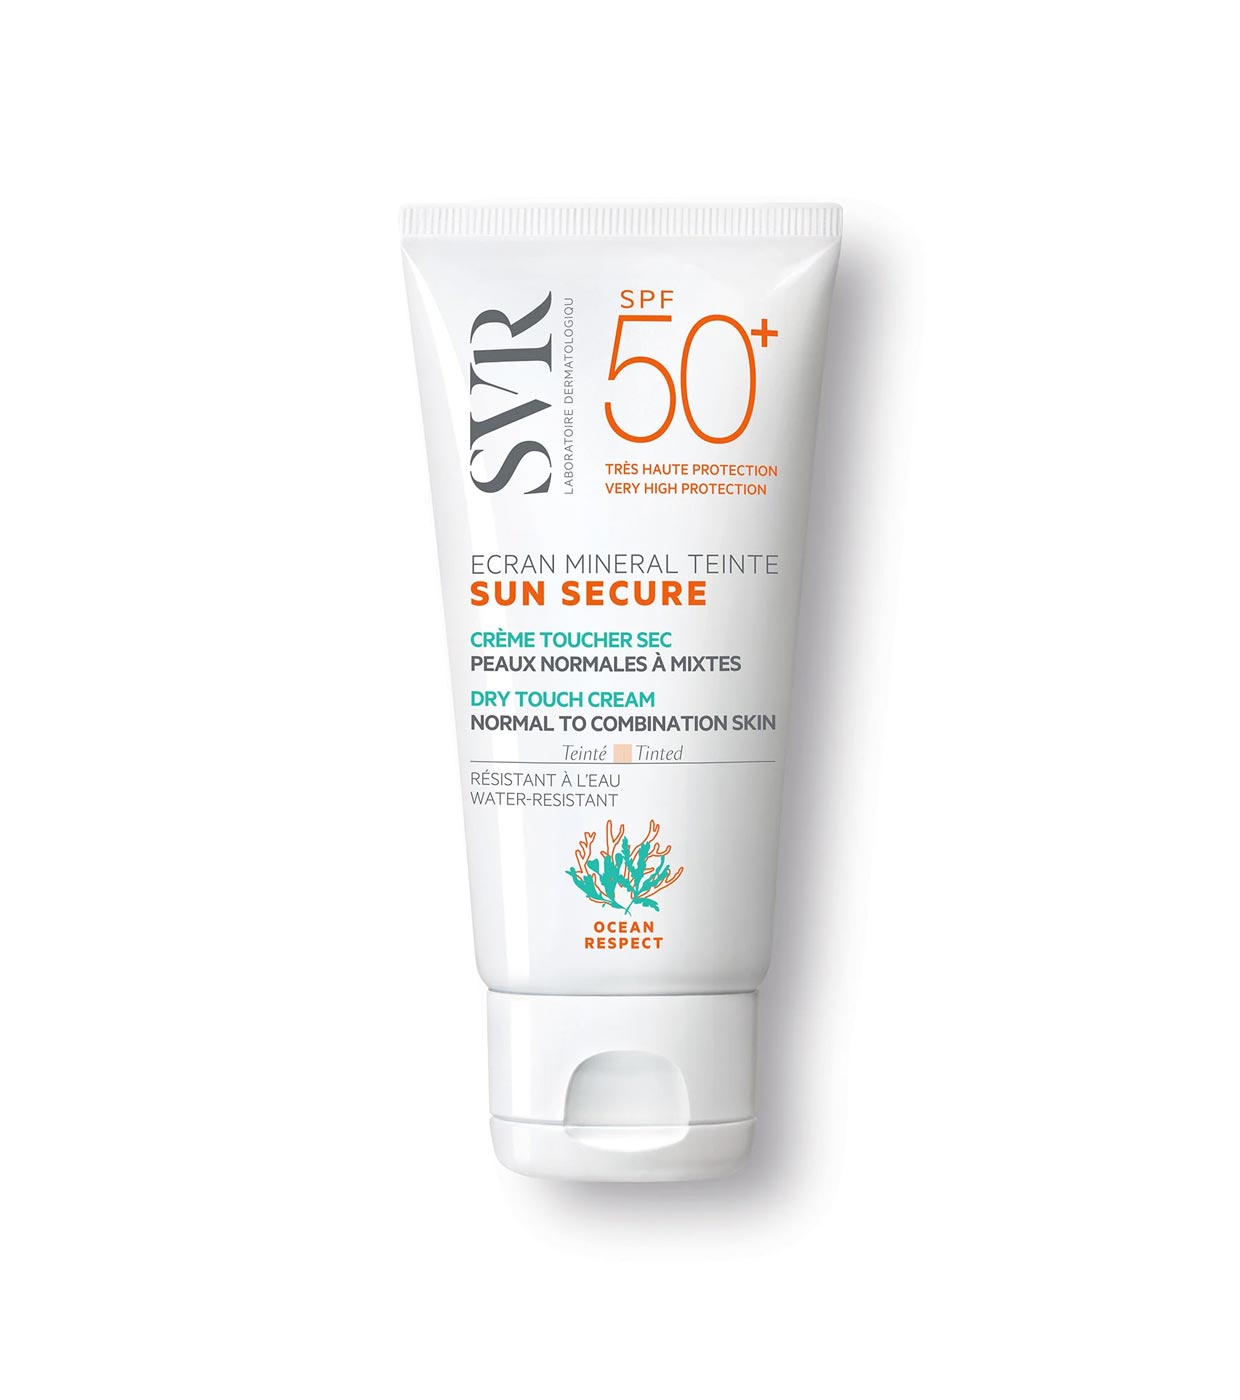 SVR
LABORATOIRE DERMATOLOGIQU
SPF
50+
TRÈS HAUTE PROTECTION
VERY HIGH PROTECTION
ECRAN MINERAL TEINTE
SUN SECURE
CRÈME TOUCHER SEC
PEAUX NORMALES À MIXTES
DRY TOUCH CREAM
NORMAL TO COMBINATION SKIN
Teinté Tinted
RÉSISTANT À L'EAU
WATER-RESISTANT
OCEAN
RESPECT